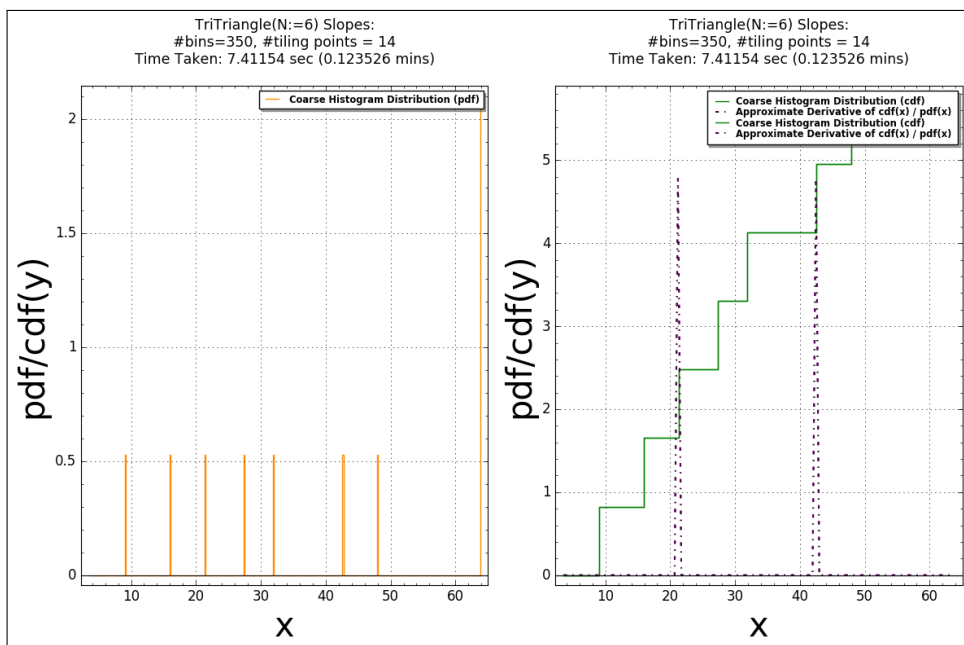 TriTriangle(N:=6) Slopes:
#bins=350, #tiling points = 14
Time Taken: 7.41154 sec (0.123526 mins)
Coarse Histogram Distribution (pdf)
2
1.5
1
0.5
0
pdf/cdf(y)
10 20 30 40 50 60
x
TriTriangle(N:=6) Slopes:
#bins=350, #tiling points = 14
Time Taken: 7.41154 sec (0.123526 mins)
Coarse Histogram Distribution (cdf)
Approximate Derivative of cdf(x) / pdf(x)
Coarse Histogram Distribution (cdf)
Approximate Derivative of cdf(x) / pdf(x)
5
4
3
2
1
0
pdf/cdf(y)
10 20 30 40 50 60
x